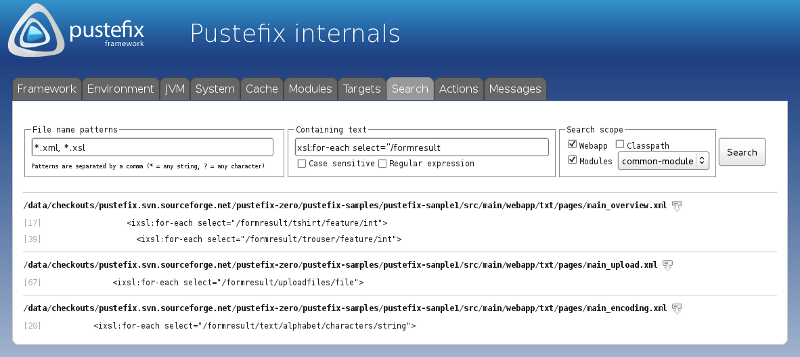 pustefix
framework
Pustefix internals
Framework Environment JVM System Cache Modules Targets Search Actions Messages
File name patterns
*.xml, *.xsl
Patterns are separated by a comma (* = any string, ? = any character)
Containing text
xsl:for-each select="/formresult
Case sensitive Regular expression
Search scope
Webapp Classpath
Modules common-module
Search
/data/checkouts/pustefix.svn.sourceforge.net/pustefix-zero/pustefix-samples/pustefix-sample1/src/main/webapp/txt/pages/main_overview.xml
[17] <ixsl:for-each select="/formresult/tshirt/feature/int">
[39] <ixsl:for-each select="/formresult/trouser/feature/int">
/data/checkouts/pustefix.svn.sourceforge.net/pustefix-zero/pustefix-samples/pustefix-sample1/src/main/webapp/txt/pages/main_upload.xml
[67] <ixsl:for-each select="/formresult/uploadfiles/file">
/data/checkouts/pustefix.svn.sourceforge.net/pustefix-zero/pustefix-samples/pustefix-sample1/src/main/webapp/txt/pages/main_encoding.xml
[20] <ixsl:for-each select="/formresult/text/alphabet/characters/string">